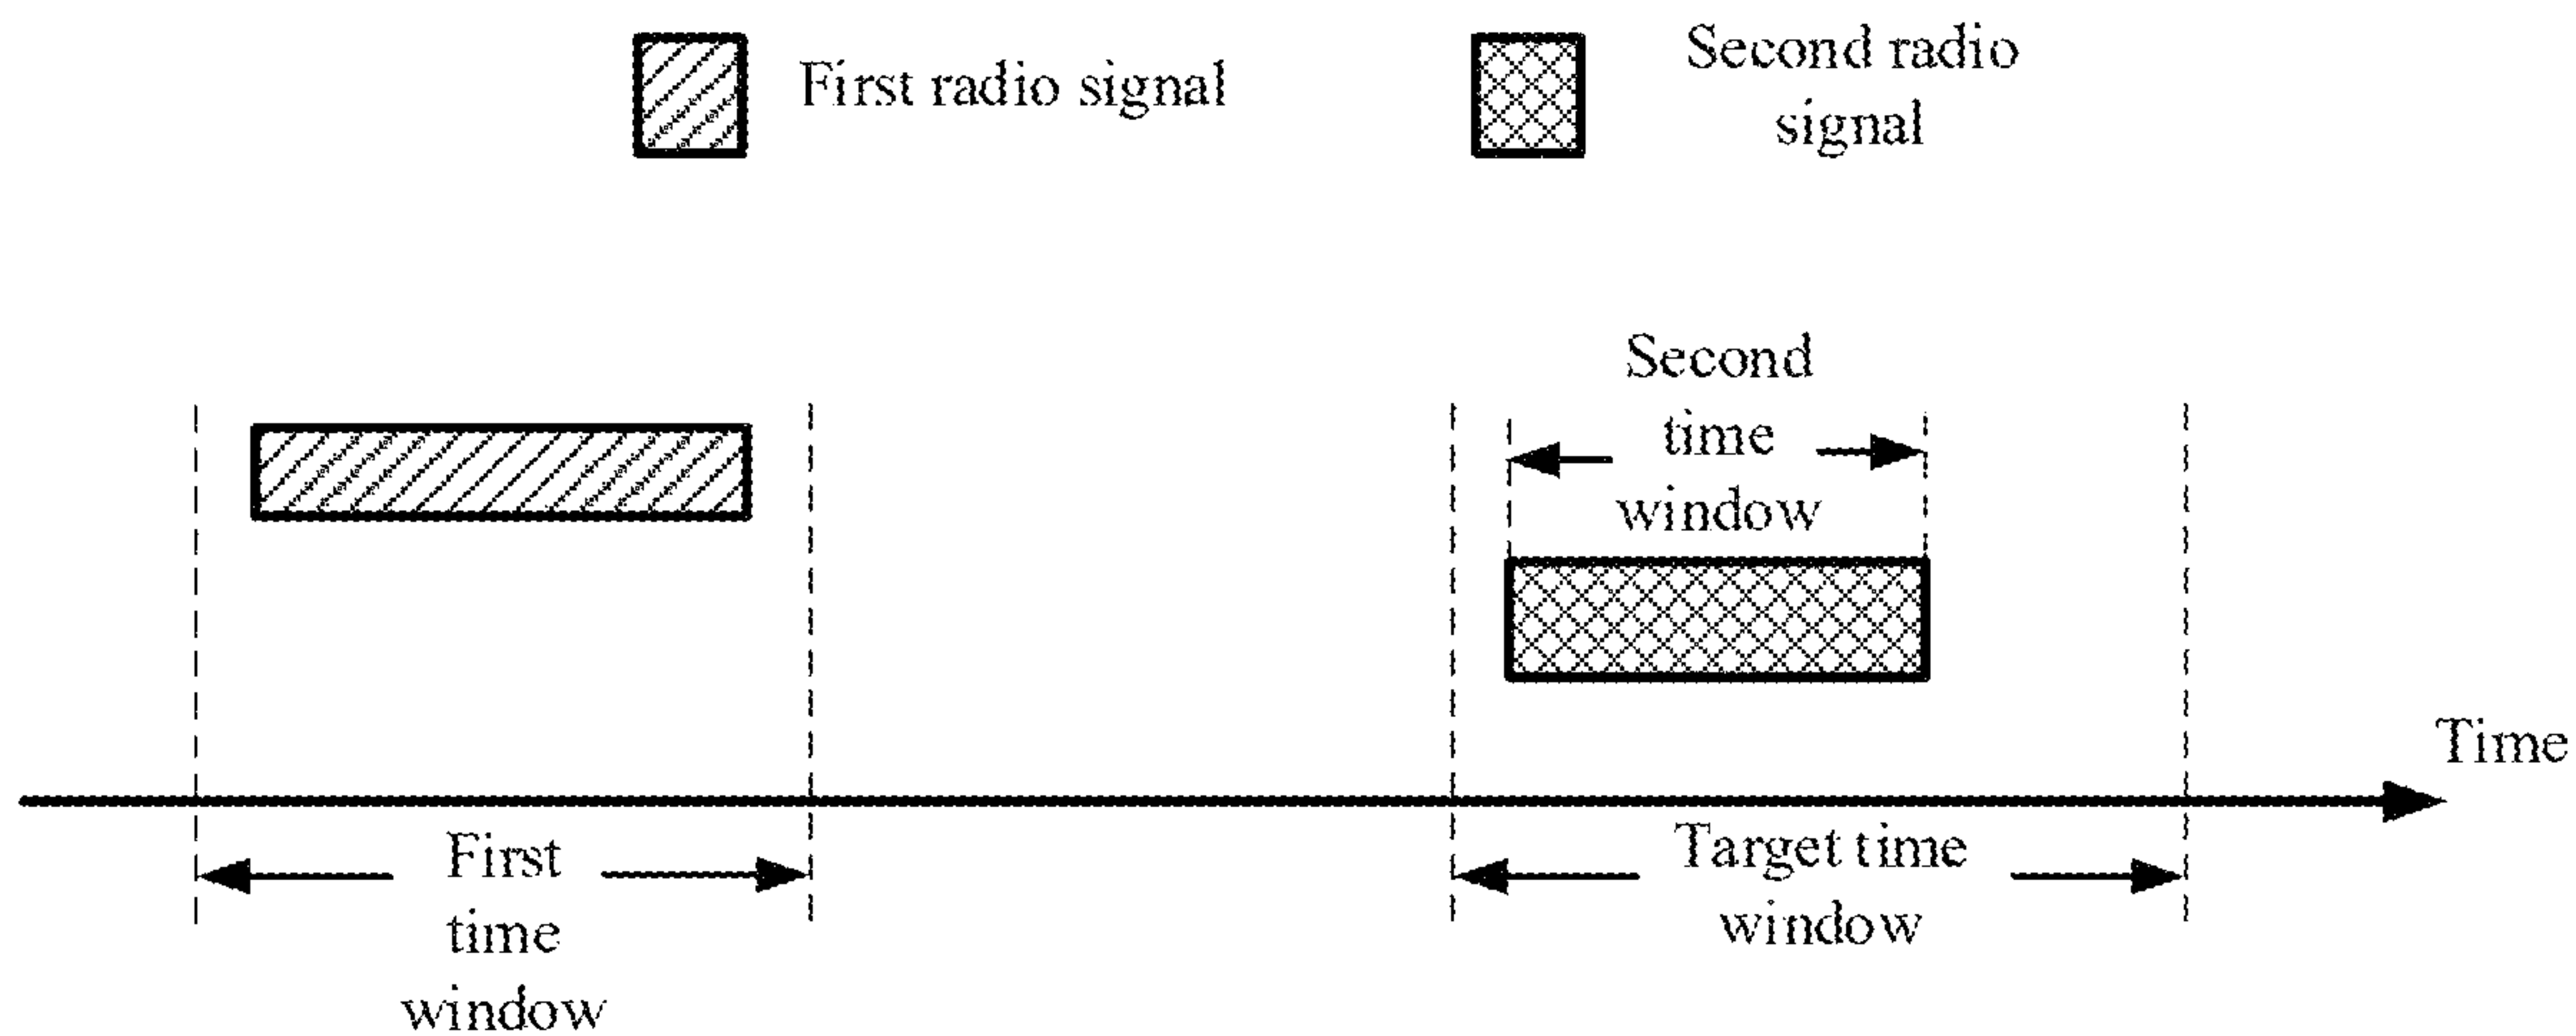 First radio signal
Second radio
signal
Second
time
window
Time
First
time
window
Target time
window